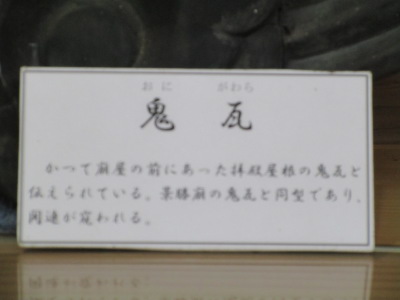 おに がわら
鬼 瓦
かつて廟屋の前にあった拝殿屋根の鬼瓦と
伝えられている。景勝廟の鬼瓦と同型であり、
関連が窺われる。